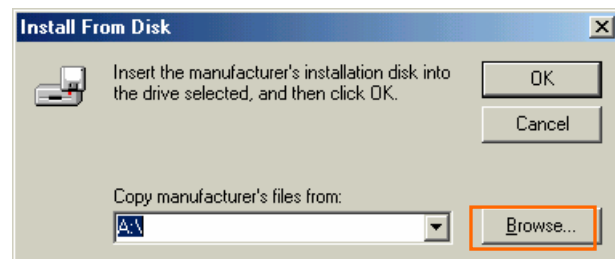 Install From Disk
Insert the manufacturer's installation disk into
the drive selected, and then click OK.
OK
Cancel
Copy manufacturer's files from:
A:\
Browse...